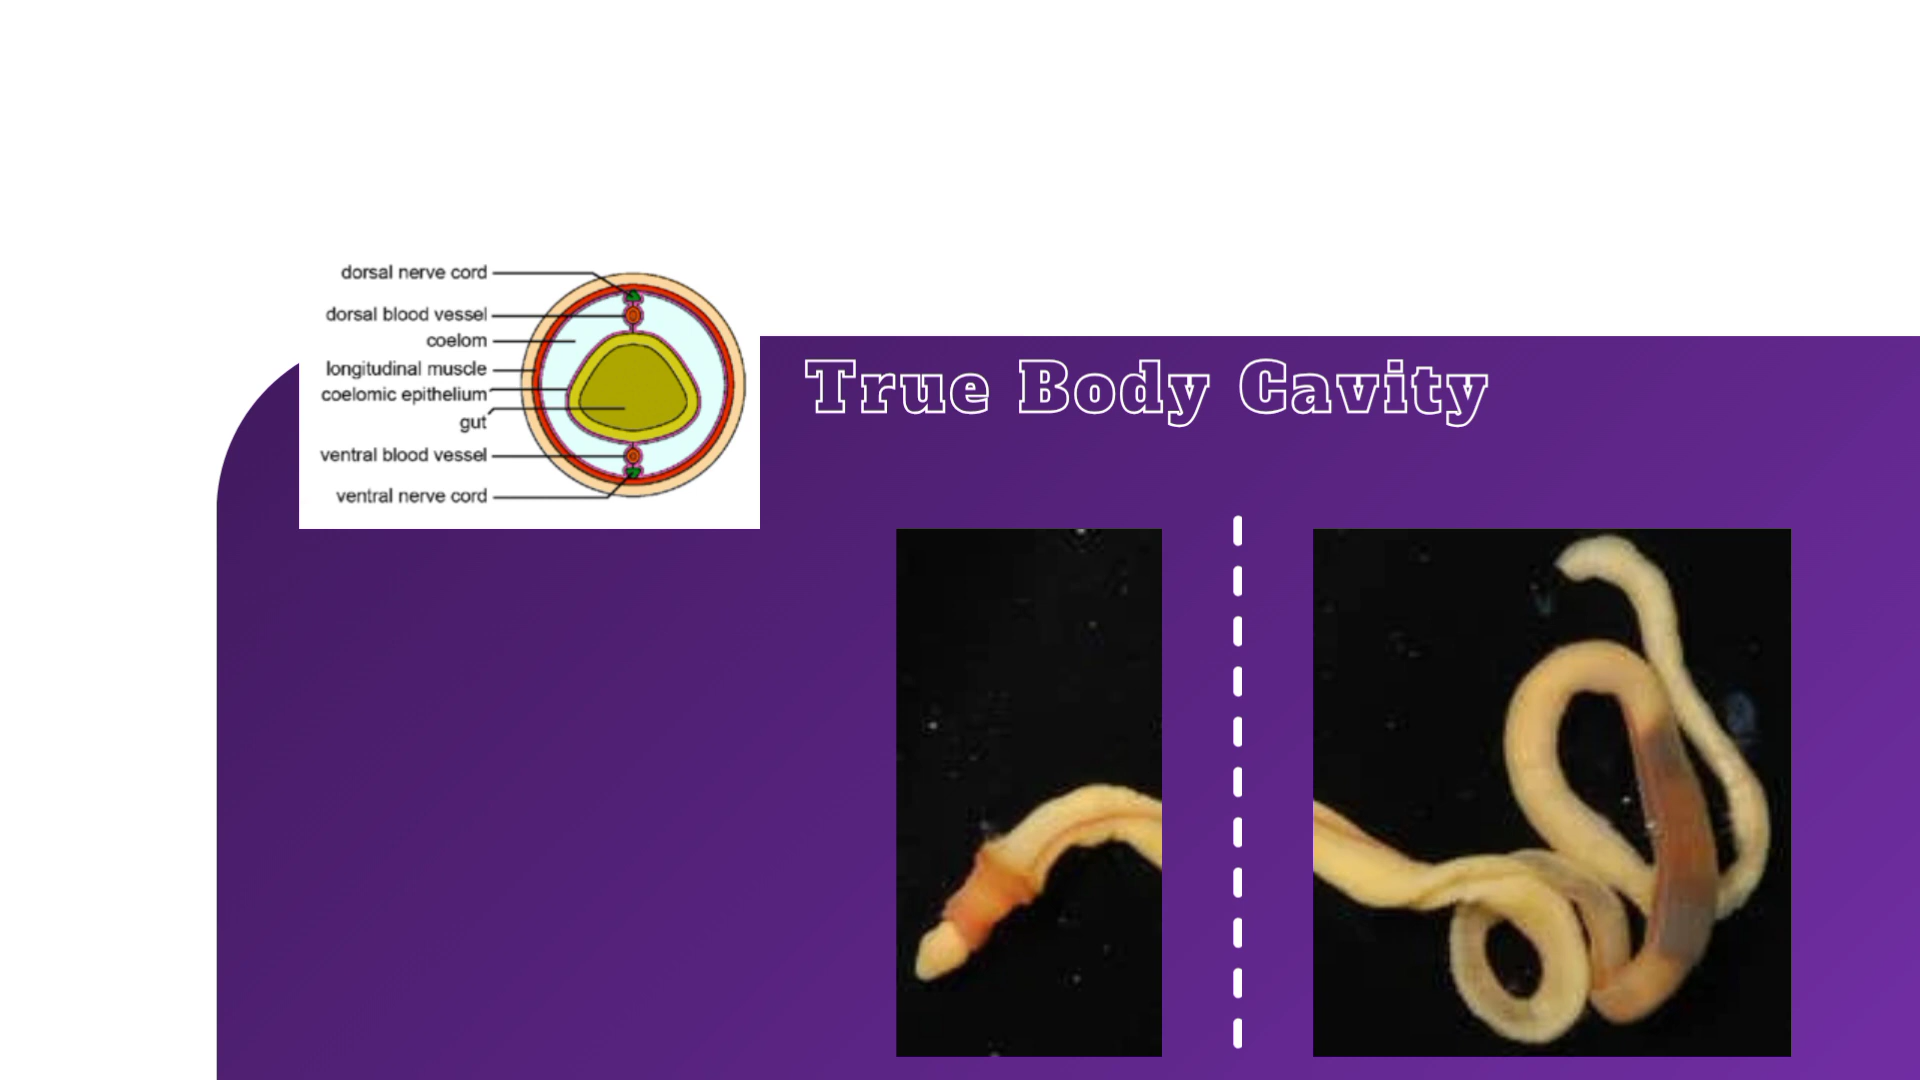 dorsal nerve cord
dorsal blood vessel
coelom
longitudinal muscle
coelomic epithelium
gut
ventral blood vessel
ventral nerve cord
True Body Cavity